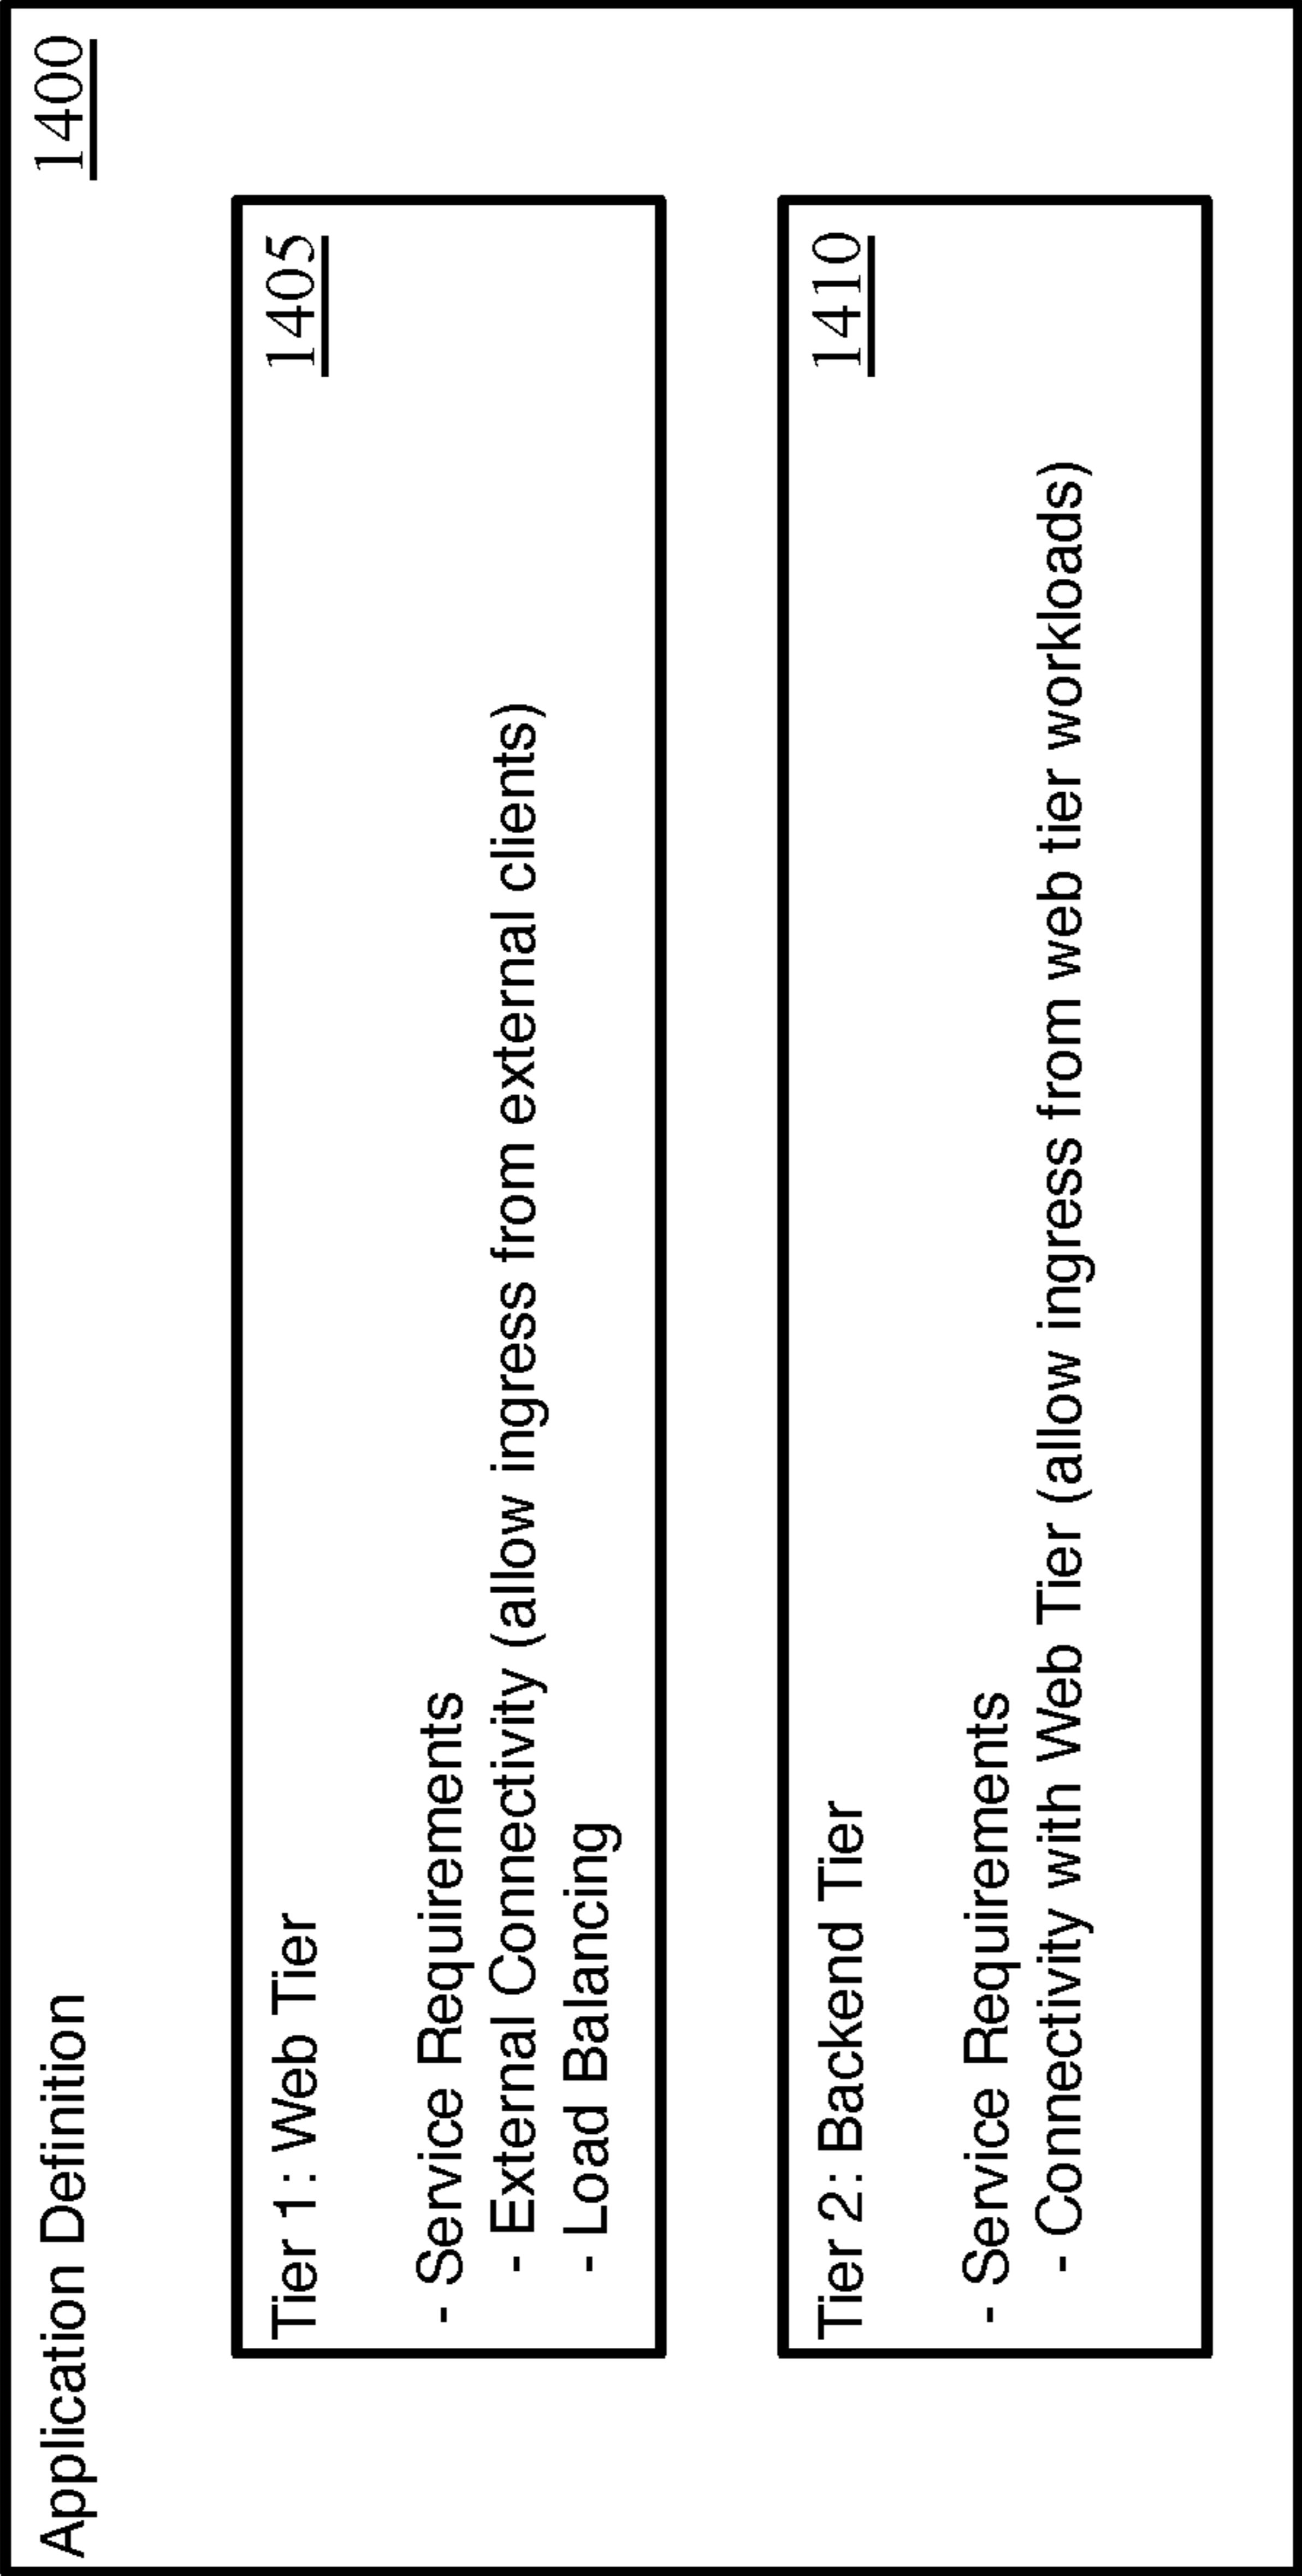 Application Definition 1400
Tier 1: Web Tier 1405
- Service Requirements
- External Connectivity (allow ingress from external clients)
- Load Balancing
Tier 2: Backend Tier 1410
- Service Requirements
- Connectivity with Web Tier (allow ingress from web tier workloads)